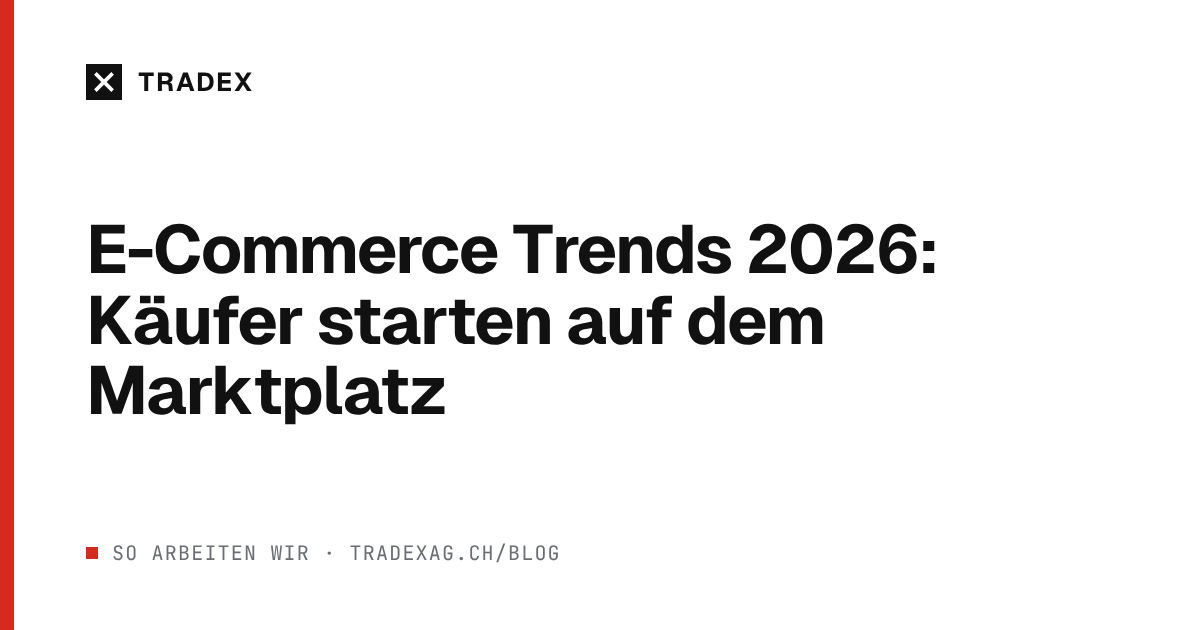 TRADEX
E-Commerce Trends 2026:
Käufer starten auf dem
Marktplatz
SO ARBEITEN WIR · TRADEXAG.CH/BLOG